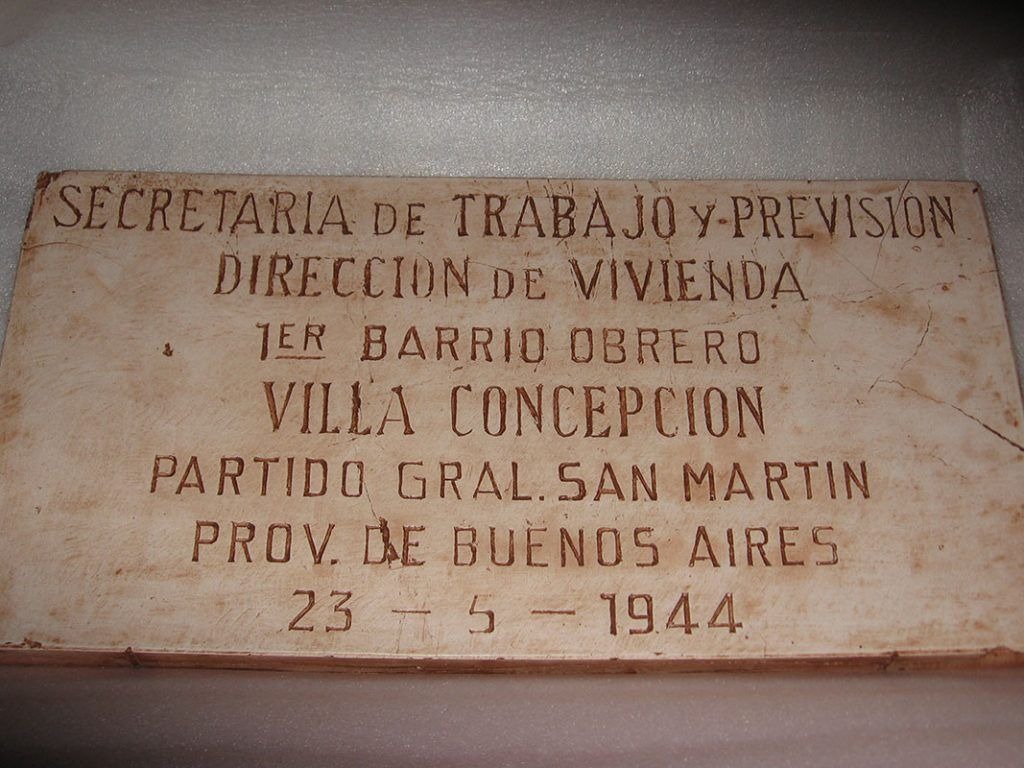 SECRETARIA DE TRABAJO Y PREVISION
DIRECCION DE VIVIENDA
1ER BARRIO OBRERO
VILLA CONCEPCION
PARTIDO GRAL. SAN MARTIN
PROV. DE BUENOS AIRES
23 - 5 - 1944